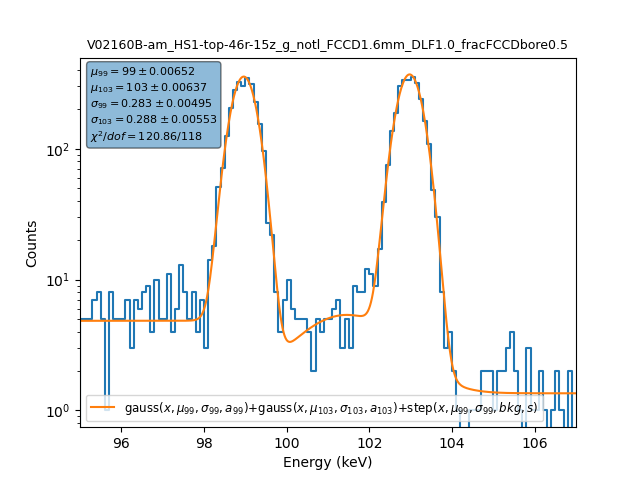 V02160B-am_HS1-top-46r-15z_g_notl_FCCD1.6mm_DLF1.0_fracFCCDbore0.5
μ₉₉ = 99 ± 0.00652
μ₁₀₃ = 103 ± 0.00637
σ₉₉ = 0.283 ± 0.00495
σ₁₀₃ = 0.288 ± 0.00553
χ²/dof = 120.86/118
10²
10¹
10⁰
Counts
gauss(x, μ₉₉, σ₉₉, a₉₉)+gauss(x, μ₁₀₃, σ₁₀₃, a₁₀₃)+step(x, μ₉₉, σ₉₉, bkg, s)
96 98 100 102 104 106
Energy (keV)